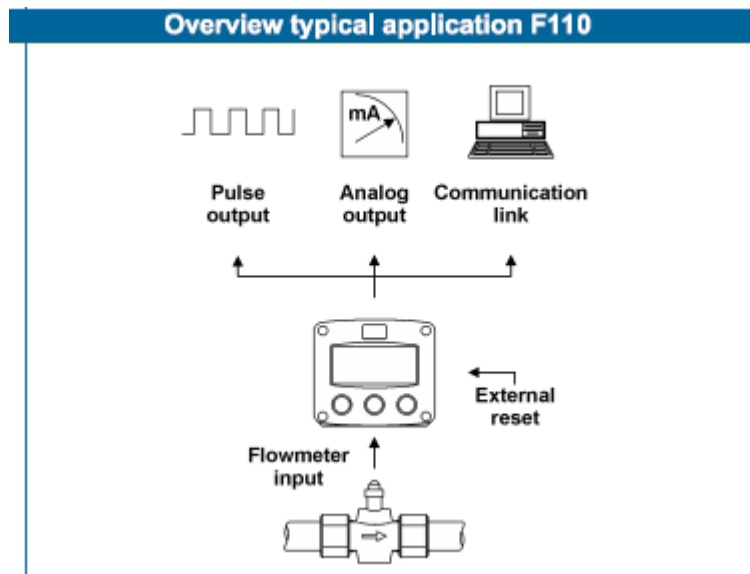 Overview typical application F110
mA
Pulse
output
Analog
output
Communication
link
External
reset
Flowmeter
input